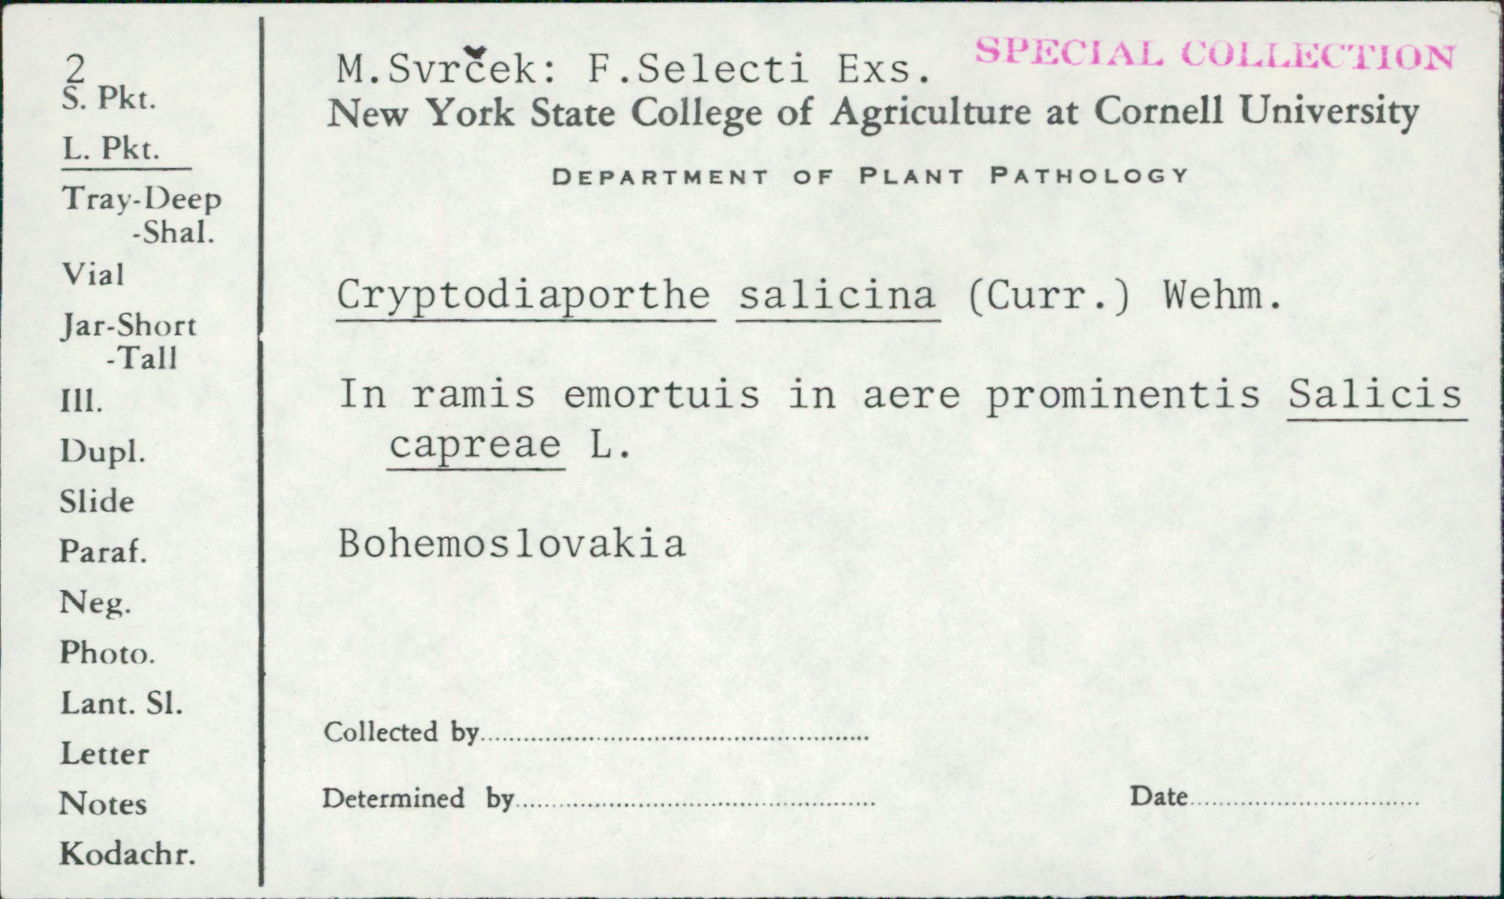 2
S. Pkt.
L. Pkt.
Tray-Deep
-Shal.
Vial
Jar-Short
-Tall
Ill.
Dupl.
Slide
Paraf.
Neg.
Photo.
Lant. Sl.
Letter
Notes
Kodachr.
M.Svrček: F.Selecti Exs.
SPECIAL COLLECTION
New York State College of Agriculture at Cornell University
DEPARTMENT OF PLANT PATHOLOGY
Cryptodiaporthe salicina (Curr.) Wehm.
In ramis emortuis in aere prominentis Salicis
capreae L.
Bohemoslovakia
Collected by
Determined by
Date